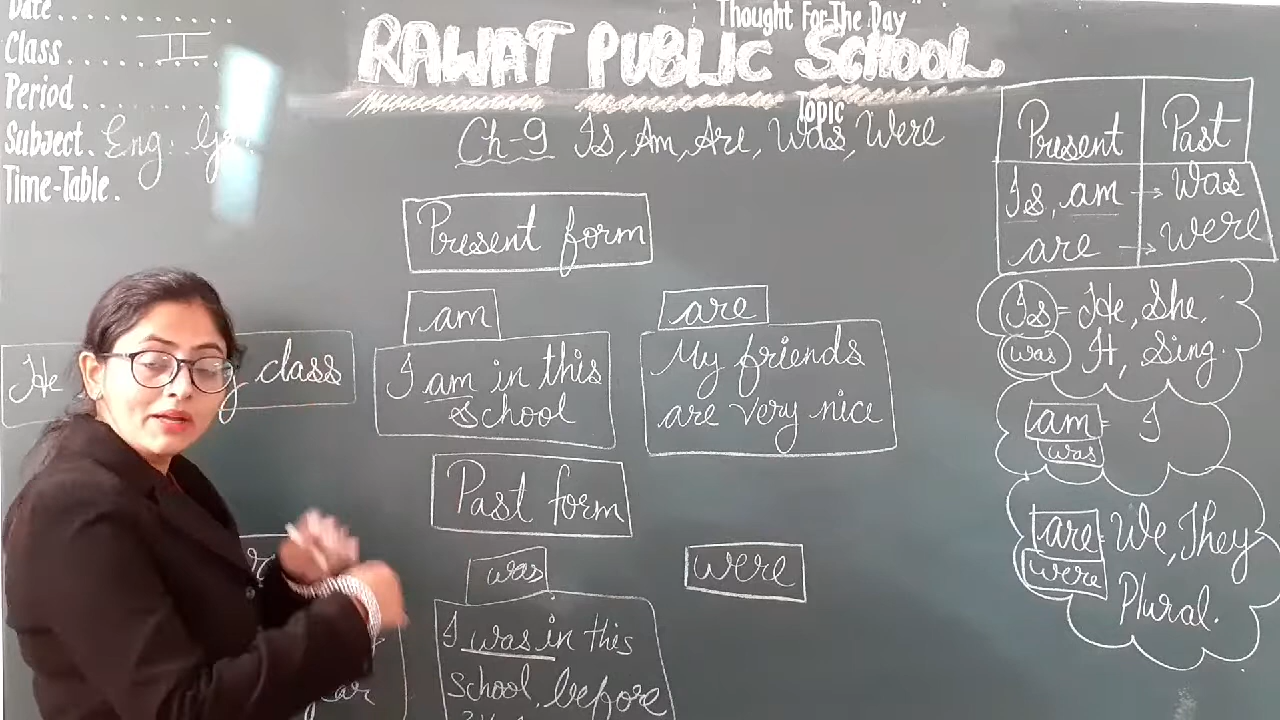 Date
Thought For The Day
Class II
RAWAT PUBLIC SCHOOL
Period
Topic
Subject. Eng. Gr.
Ch-9 Is, Am, Are, Was, Were
Time-Table.
Present Past
Is, am → was
are → were
Present form
am
are
He class
I am in this
school
My friends
are very nice
Is = He, She,
was It, Sing.
am = I
was
are = We, They
were Plural.
Past form
was
were
I was in this
school, before